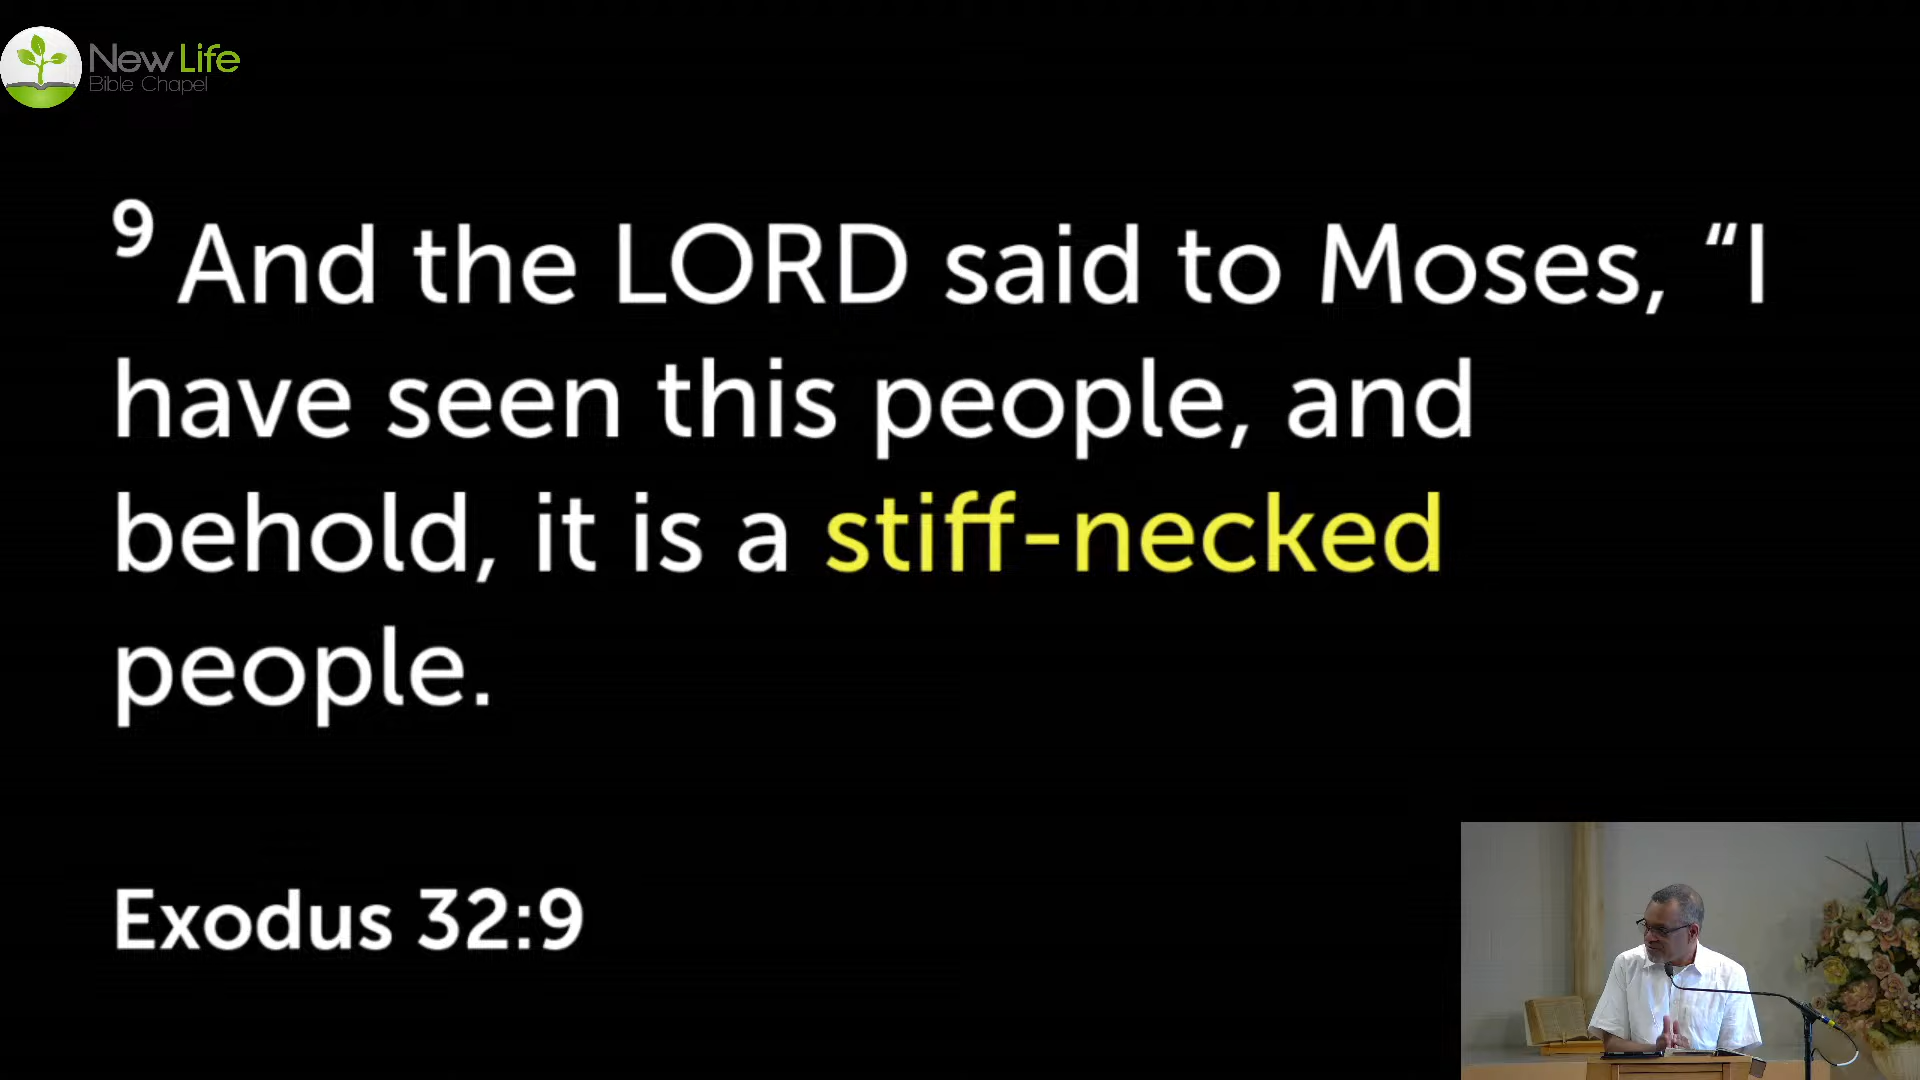 New Life
Bible Chapel
9 And the LORD said to Moses, “I
have seen this people, and
behold, it is a stiff-necked
people.
Exodus 32:9